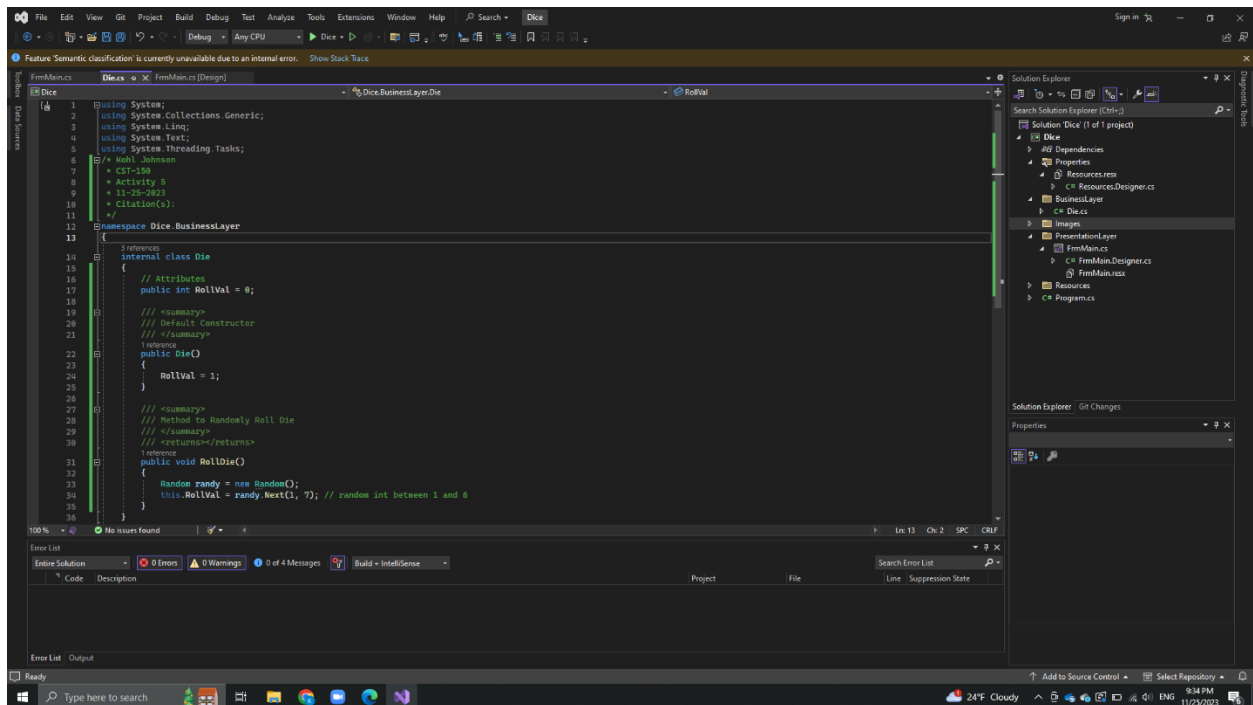 File Edit View Git Project Build Debug Test Analyze Tools Extensions Window Help Search Dice Sign in
Debug Any CPU Dice
Feature 'Semantic classification' is currently unavailable due to an internal error. Show Stack Trace
Toolbox
Data Sources
FrmMain.cs Die.cs FrmMain.cs [Design]
Dice Dice.BusinessLayer.Die RollVal
1 using System;
2 using System.Collections.Generic;
3 using System.Linq;
4 using System.Text;
5 using System.Threading.Tasks;
6 /* Kohl Johnson
7 * CST-150
8 * Activity 5
9 * 11-25-2023
10 * Citation(s):
11 */
12 namespace Dice.BusinessLayer
13 {
3 references
14 internal class Die
15 {
16 // Attributes
17 public int RollVal = 0;
18
19 /// <summary>
20 /// Default Constructor
21 /// </summary>
1 reference
22 public Die()
23 {
24 RollVal = 1;
25 }
26
27 /// <summary>
28 /// Method to Randomly Roll Die
29 /// </summary>
30 /// <returns></returns>
1 reference
31 public void RollDie()
32 {
33 Random randy = new Random();
34 this.RollVal = randy.Next(1, 7); // random int between 1 and 6
35 }
36 }
100 % No issues found Ln: 13 Ch: 2 SPC CRLF
Error List
Entire Solution 0 Errors 0 Warnings 0 of 4 Messages Build + IntelliSense Search Error List
Code Description Project File Line Suppression State
Error List Output
Solution Explorer
Search Solution Explorer (Ctrl+;)
Solution 'Dice' (1 of 1 project)
Dice
Dependencies
Properties
Resources.resx
C# Resources.Designer.cs
BusinessLayer
C# Die.cs
Images
PresentationLayer
FrmMain.cs
C# FrmMain.Designer.cs
FrmMain.resx
Resources
C# Program.cs
Solution Explorer Git Changes
Properties
Diagnostic Tools
Ready Add to Source Control Select Repository
Type here to search 24°F Cloudy ENG 9:34 PM
11/25/2023